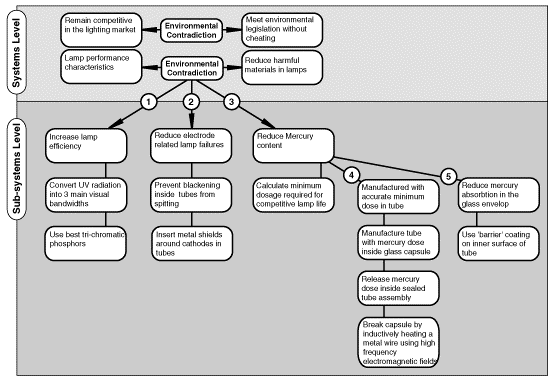 Systems Level
Remain competitive
in the lighting market
Environmental
Contradiction
Meet environmental
legislation without
cheating
Lamp performance
characteristics
Environmental
Contradiction
Reduce harmful
materials in lamps
Sub-systems Level
1
2
3
Increase lamp
efficiency
Reduce electrode
related lamp failures
Reduce Mercury
content
4
5
Convert UV radiation
into 3 main visual
bandwidths
Prevent blackening
inside tubes from
spitting
Calculate minimum
dosage required for
competitive lamp life
Manufactured with
accurate minimum
dose in tube
Reduce mercury
absorbtion in the
glass envelop
Use best tri-chromatic
phosphors
Insert metal shields
around cathodes in
tubes
Manufacture tube
with mercury dose
inside glass capsule
Use 'barrier' coating
on inner surface of
tube
Release mercury
dose inside sealed
tube assembly
Break capsule by
inductively heating a
metal wire using high
frequency
electromagnetic fields